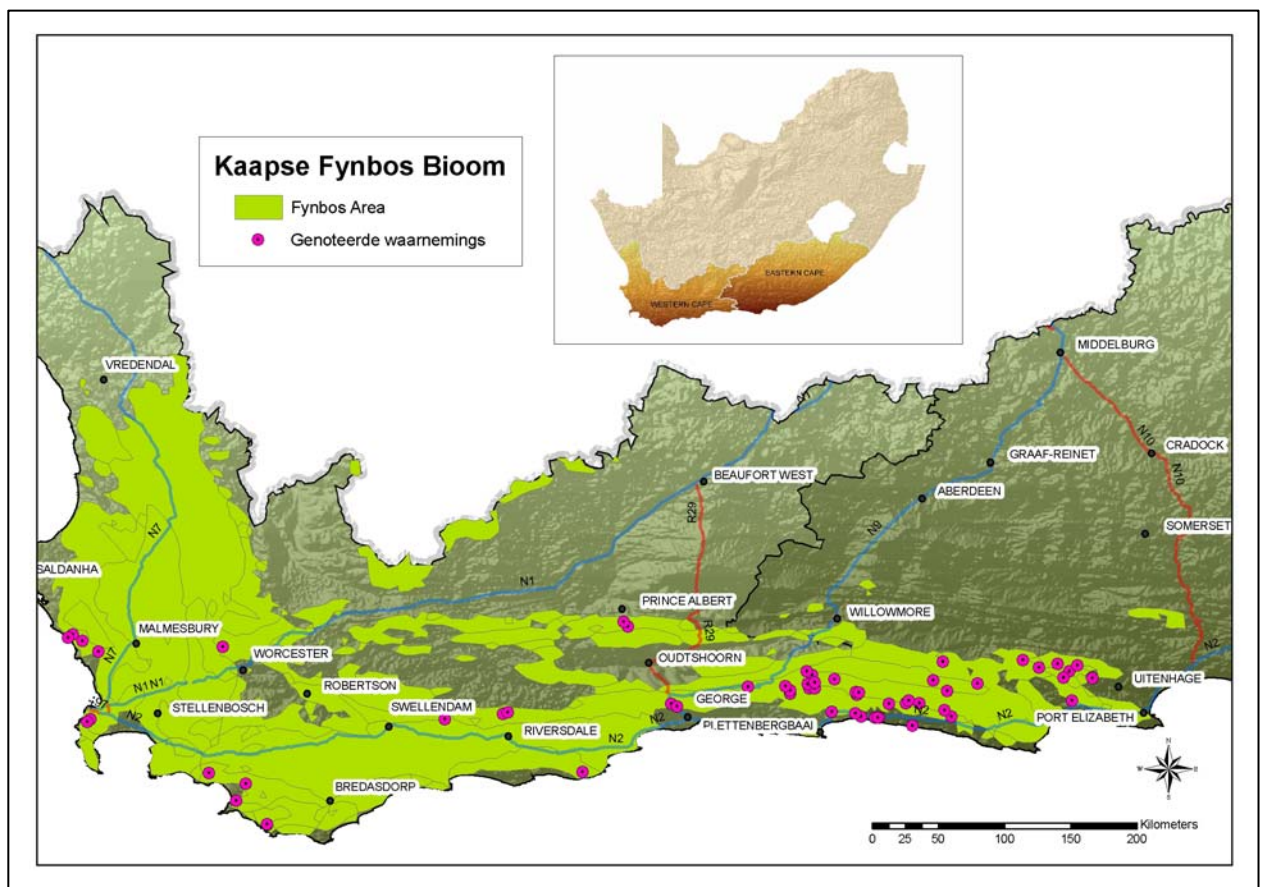 Kaapse Fynbos Bioom
Fynbos Area
Genoteerde waarnemings
EASTERN CAPE
WESTERN CAPE
VREDENDAL
MIDDELBURG
N1
N10
CRADOCK
N10
GRAAF-REINET
BEAUFORT WEST
ABERDEEN
R29
N9
N7
SOMERSET
SALDANHA
N1
PRINCE ALBERT
WILLOWMORE
R29
MALMESBURY
N2
WORCESTER
N7
OUDTSHOORN
UITENHAGE
N1 N1
ROBERTSON
GEORGE
STELLENBOSCH
SWELLENDAM
N2
N2
PLETTENBERGBAAI
N2
N2
PORT ELIZABETH
RIVERSDALE
N2
BREDASDORP
N
W
E
S
Kilometers
0 25 50 100 150 200